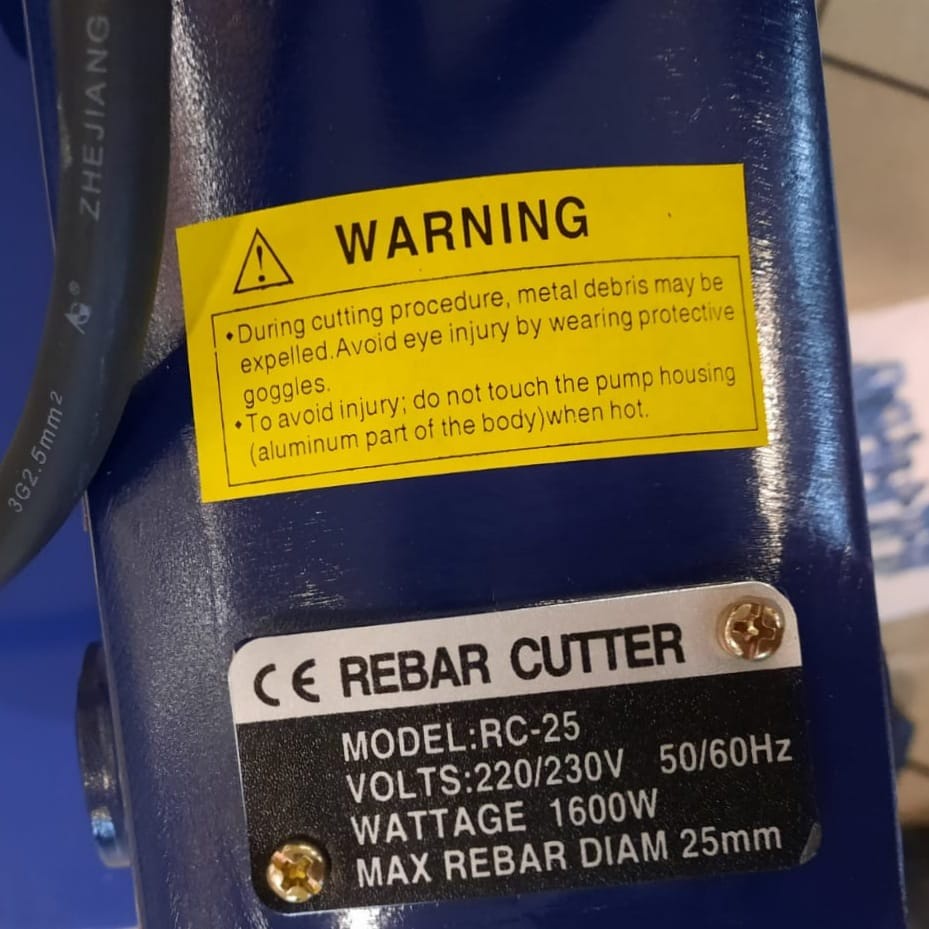 ZHEJIANG
3G2.5mm2
WARNING
•During cutting procedure, metal debris may be
expelled.Avoid eye injury by wearing protective
goggles.
•To avoid injury; do not touch the pump housing
(aluminum part of the body)when hot.
CE REBAR CUTTER
MODEL:RC-25
VOLTS:220/230V 50/60Hz
WATTAGE 1600W
MAX REBAR DIAM 25mm